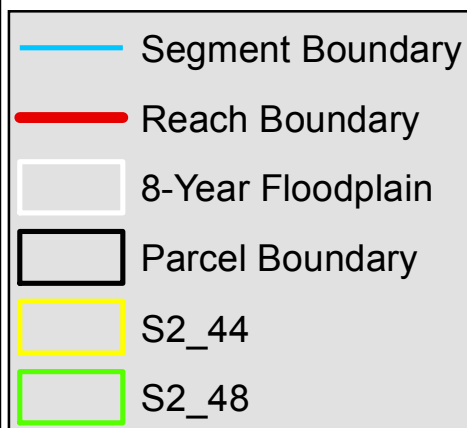 Segment Boundary
Reach Boundary
8-Year Floodplain
Parcel Boundary
S2_44
S2_48